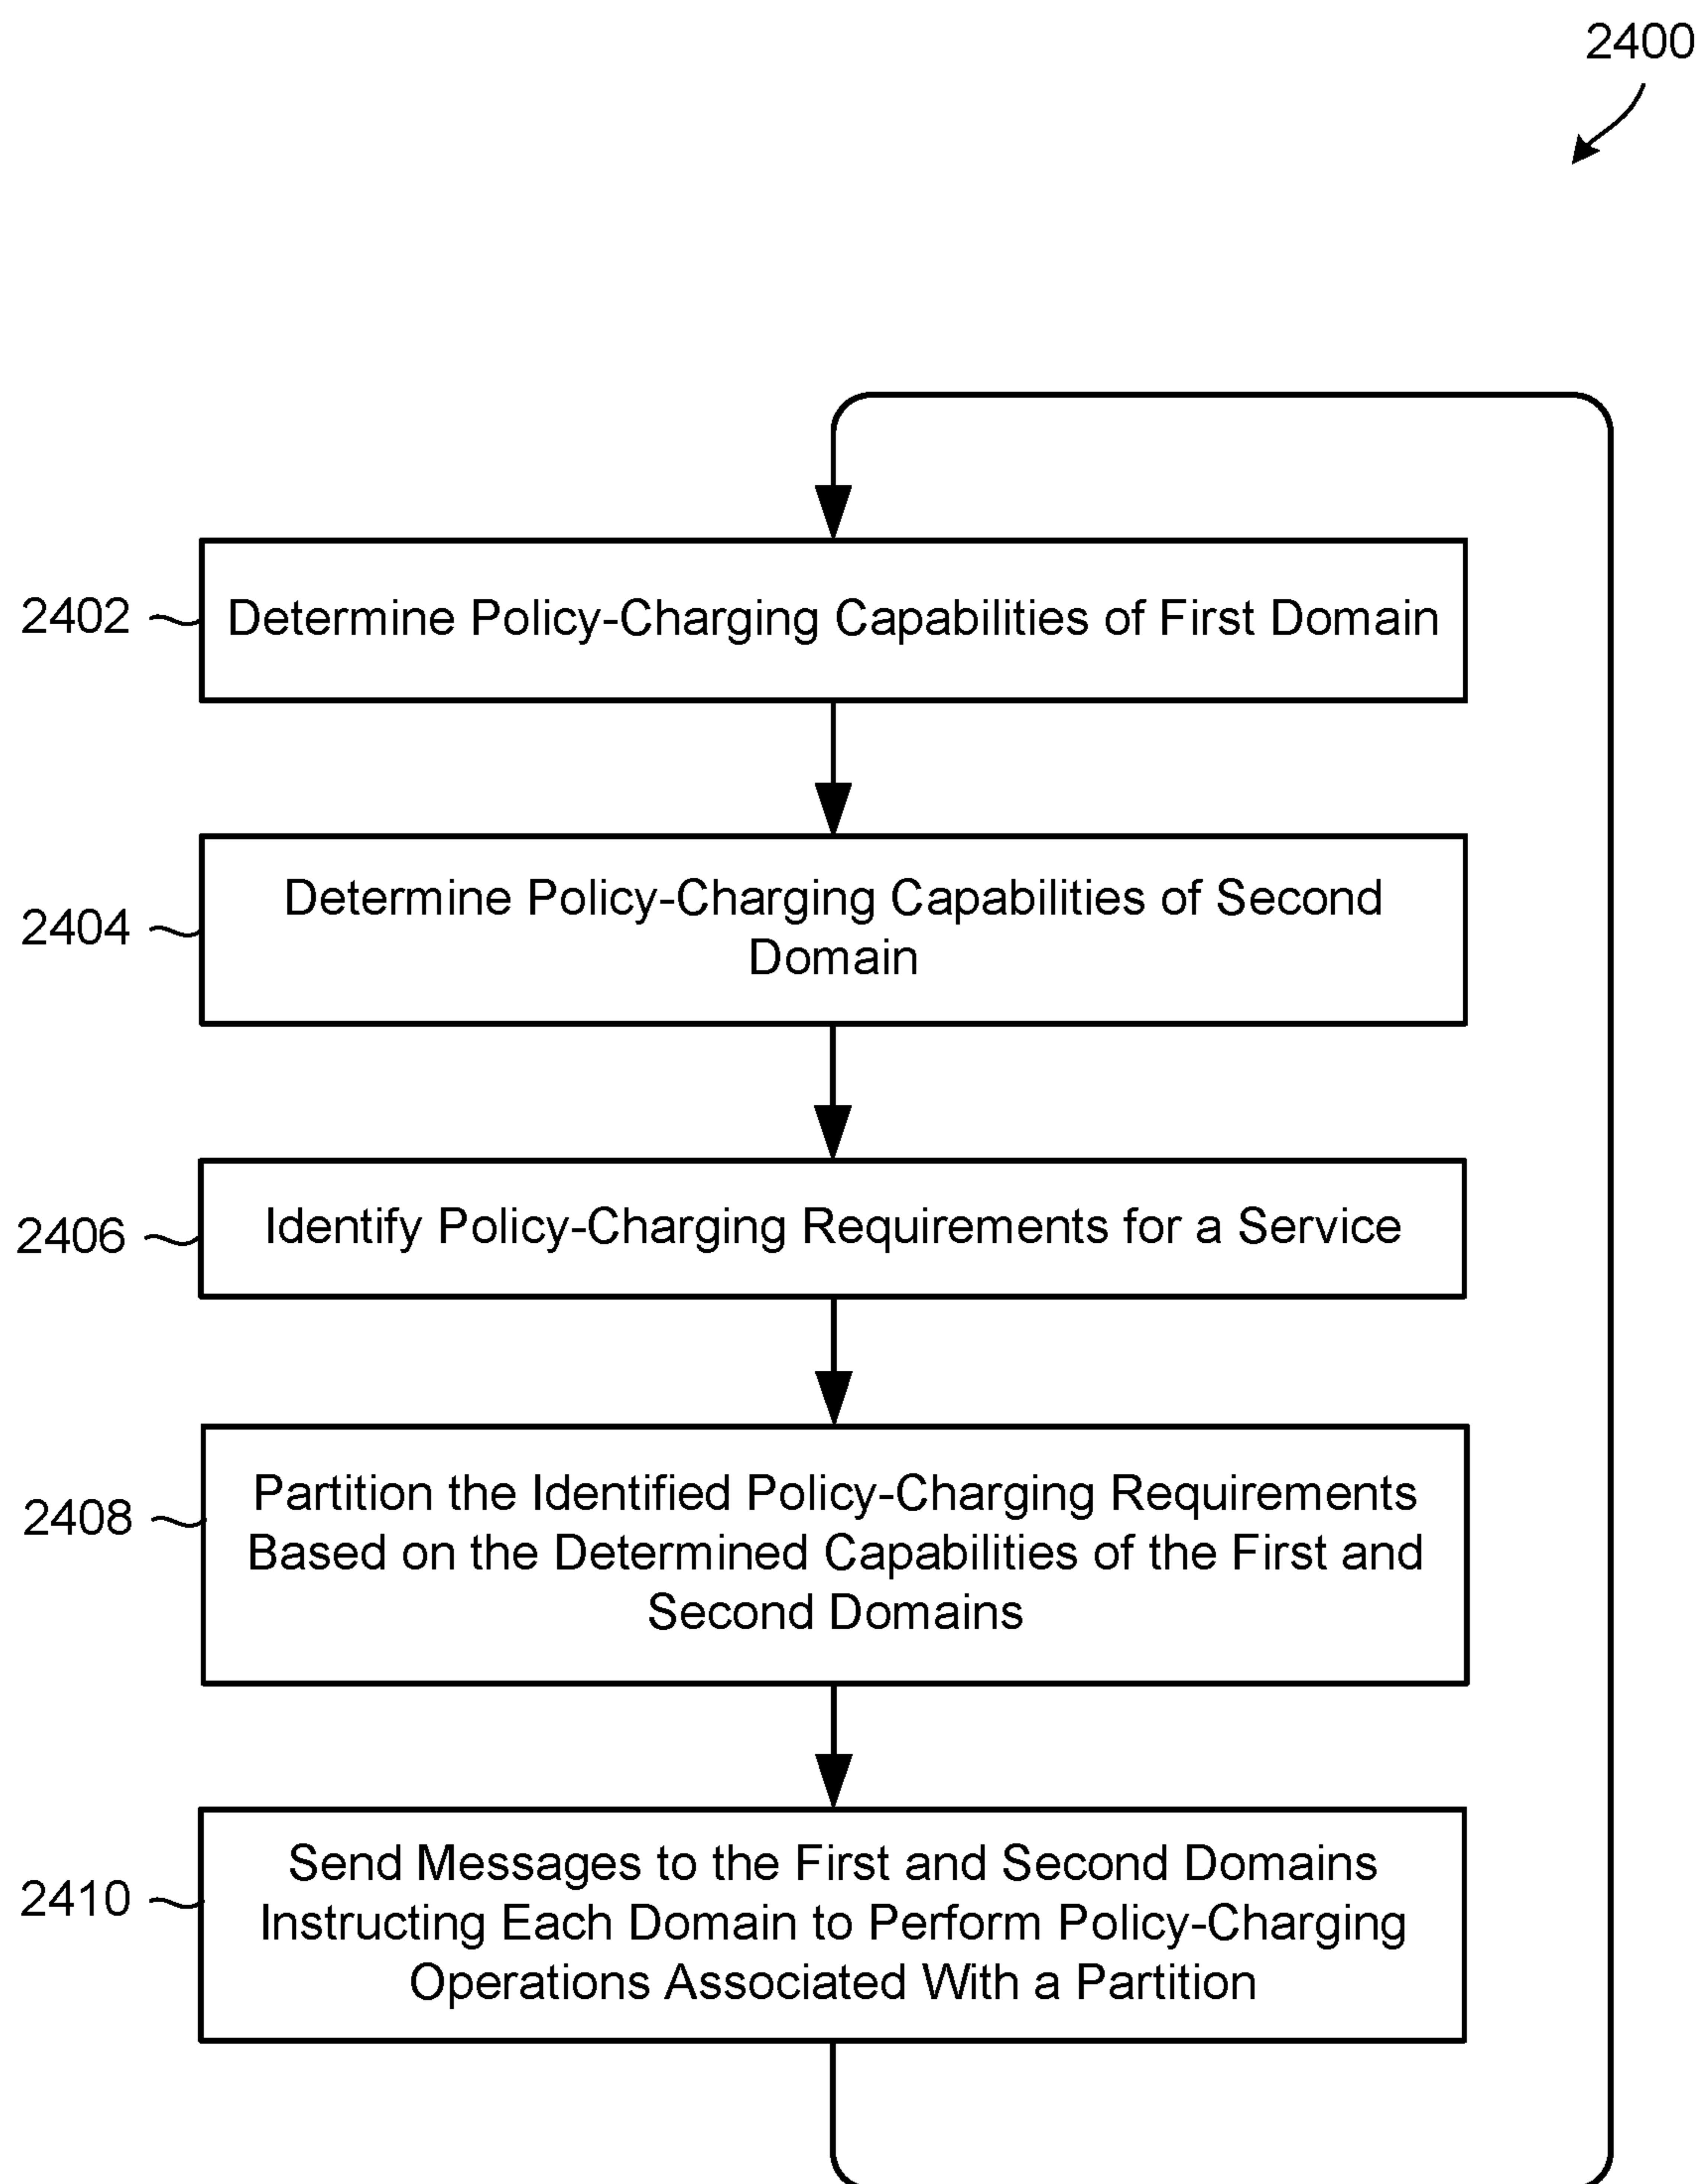 2400
2402
Determine Policy-Charging Capabilities of First Domain
2404
Determine Policy-Charging Capabilities of Second
Domain
2406
Identify Policy-Charging Requirements for a Service
2408
Partition the Identified Policy-Charging Requirements
Based on the Determined Capabilities of the First and
Second Domains
2410
Send Messages to the First and Second Domains
Instructing Each Domain to Perform Policy-Charging
Operations Associated With a Partition